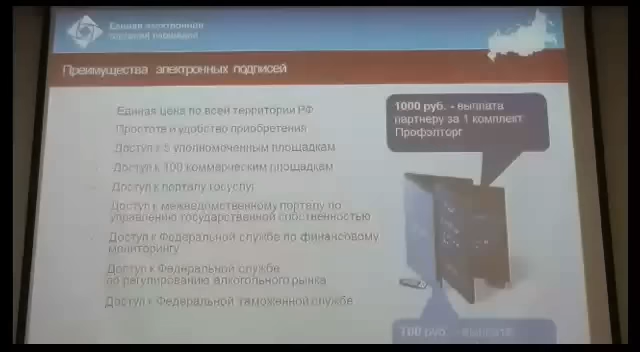 Единая электронная
торговая площадка
Преимущества электронных подписей
Единая цена по всей территории РФ
Простота и удобство приобретения
Доступ к 5 уполномоченным площадкам
Доступ к 100 коммерческим площадкам
Доступ к порталу госуслуг
Доступ к межведомственному порталу по
управлению государственной собственностью
Доступ к Федеральной службе по финансовому
мониторингу
Доступ к Федеральной службе
по регулированию алкогольного рынка
Доступ к Федеральной таможенной службе
1000 руб. - выплата
партнеру за 1 комплект
Профэлторг
700 руб. - выплата